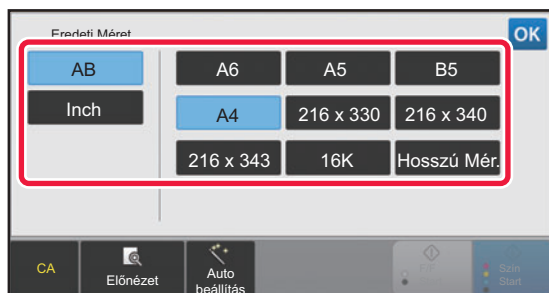 Eredeti Méret
OK
AB
A6
A5
B5
Inch
A4
216 x 330
216 x 340
216 x 343
16K
Hosszú Mér.
CA
Előnézet
Auto
beállítás
F/F
Szín
Start